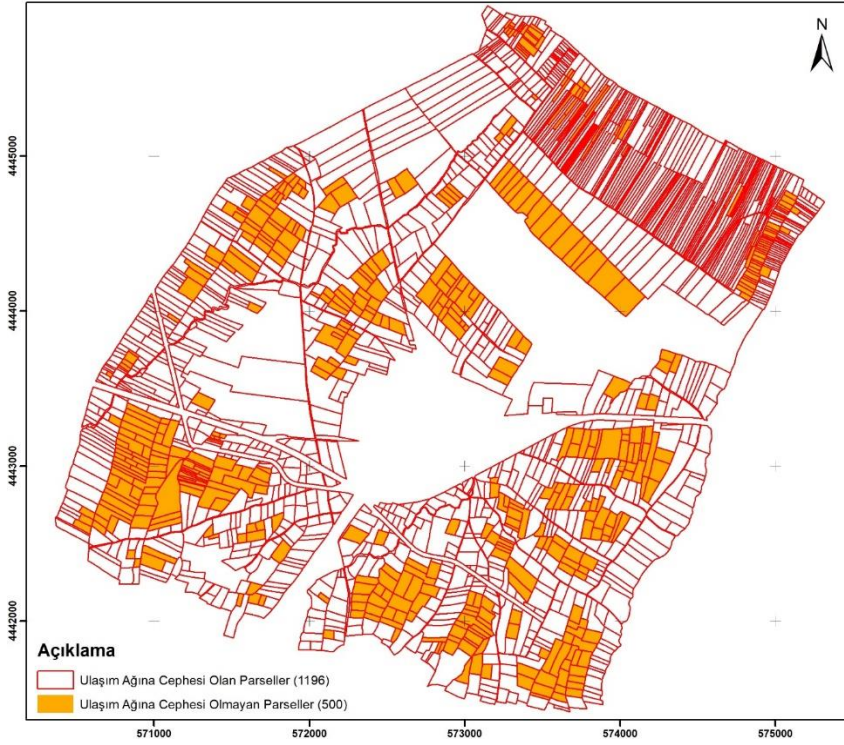 N
4445000
4444000
4443000
4442000
Açıklama
Ulaşım Ağına Cephesi Olan Parseller (1196)
Ulaşım Ağına Cephesi Olmayan Parseller (500)
571000 572000 573000 574000 575000